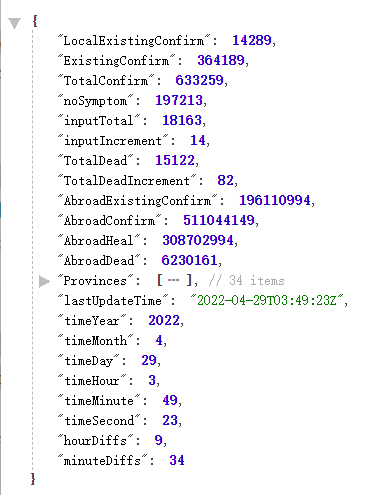 {
"LocalExistingConfirm": 14289,
"ExistingConfirm": 364189,
"TotalConfirm": 633259,
"noSymptom": 197213,
"inputTotal": 18163,
"inputIncrement": 14,
"TotalDead": 15122,
"TotalDeadIncrement": 82,
"AbroadExistingConfirm": 196110994,
"AbroadConfirm": 511044149,
"AbroadHeal": 308702994,
"AbroadDead": 6230161,
"Provinces": [ ⋯ ], // 34 items
"lastUpdateTime": "2022-04-29T03:49:23Z",
"timeYear": 2022,
"timeMonth": 4,
"timeDay": 29,
"timeHour": 3,
"timeMinute": 49,
"timeSecond": 23,
"hourDiffs": 9,
"minuteDiffs": 34
}